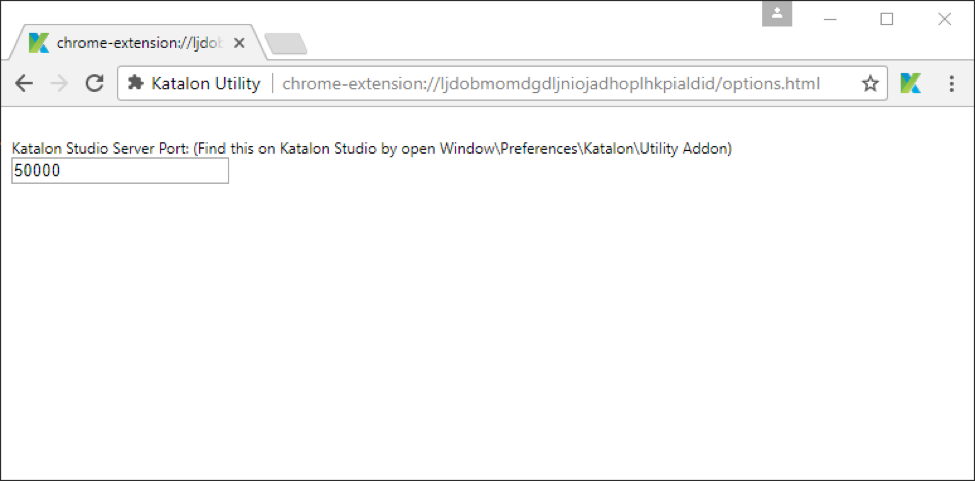 chrome-extension://ljdob
Katalon Utility chrome-extension://ljdobmomdgdljniojadhoplhkpialdid/options.html
Katalon Studio Server Port: (Find this on Katalon Studio by open Window\Preferences\Katalon\Utility Addon)
50000